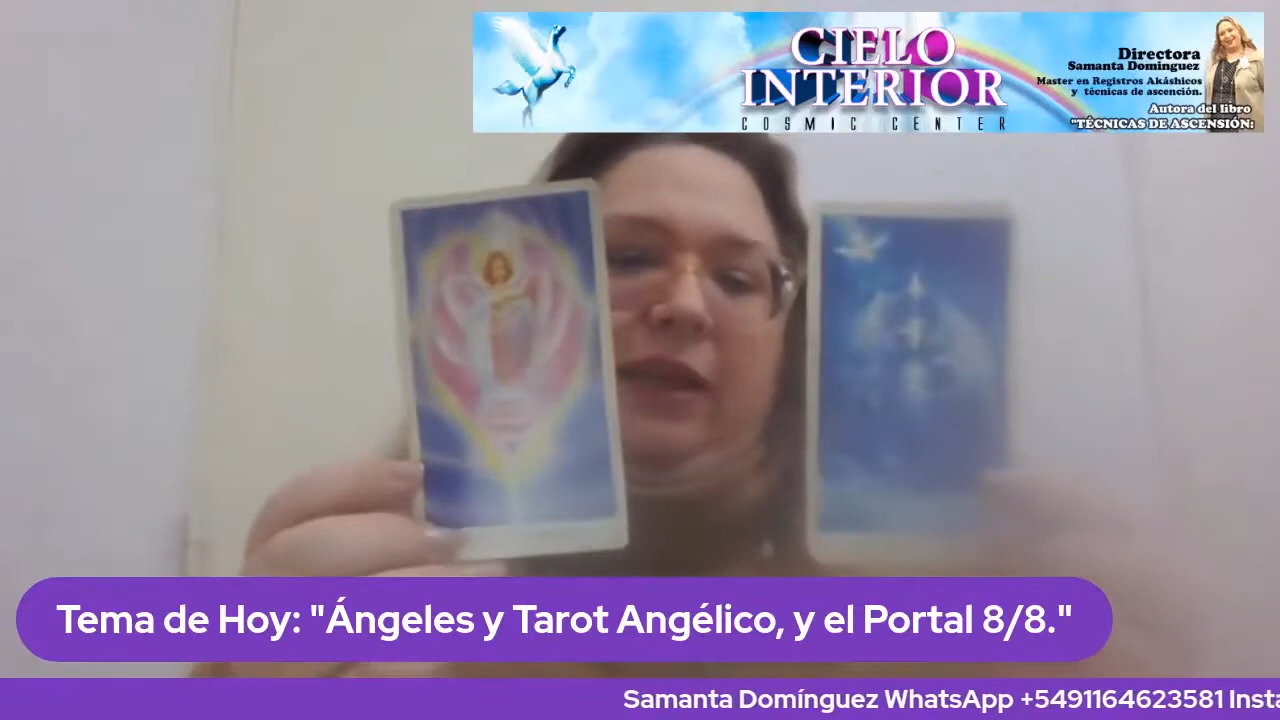 CIELO
INTERIOR
COSMIC CENTER
Directora
Samanta Dominguez
Master en Registros Akáshicos
y técnicas de ascención.
Autora del libro
"TÉCNICAS DE ASCENSIÓN:
Tema de Hoy: "Ángeles y Tarot Angélico, y el Portal 8/8."
Samanta Domínguez WhatsApp +5491164623581 Insta